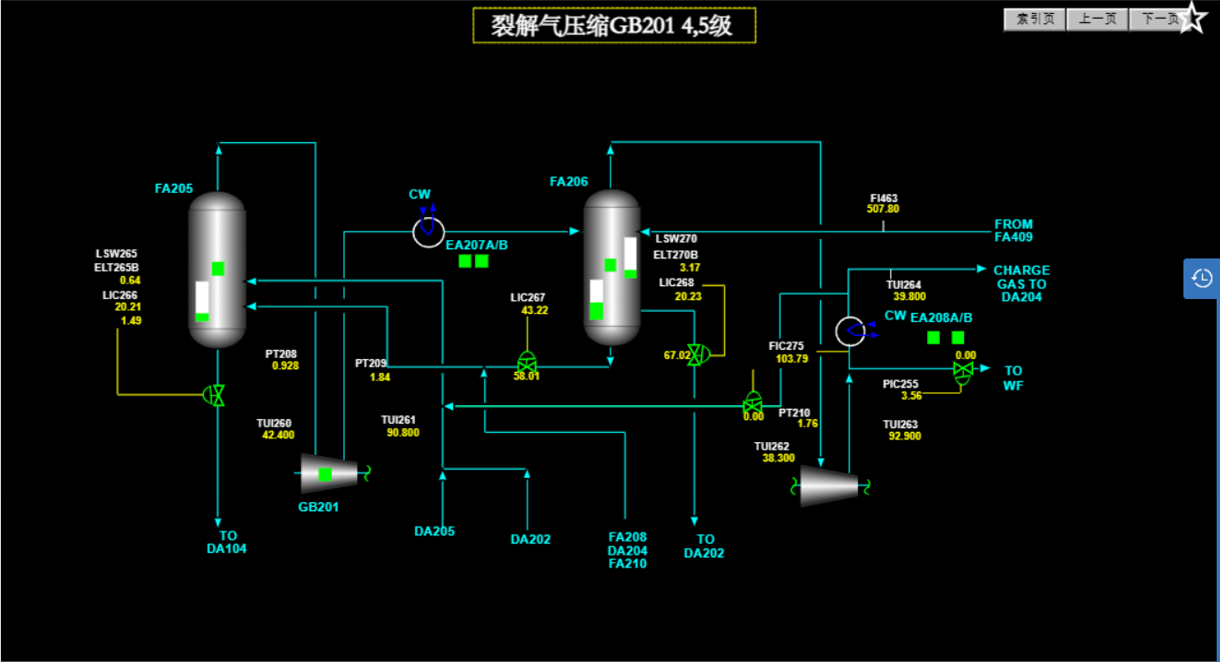 裂解气压缩GB201 4,5级
索引页
上一页
下一页
FA205
CW
FA206
EA207A/B
FI463
507.80
FROM
FA409
LSW265
ELT265B
0.64
LIC266
20.21
1.49
LSW270
ELT270B
3.17
LIC268
20.23
LIC267
43.22
CHARGE
GAS TO
DA204
TUI264
39.800
CW
EA208A/B
PT208
0.928
PT209
1.84
58.01
67.02
FIC275
103.79
0.00
TO
WF
PIC255
3.56
TUI260
42.400
TUI261
90.800
0.00
PT210
1.76
TUI262
38.300
TUI263
92.900
GB201
TO
DA104
DA205
DA202
FA208
DA204
FA210
TO
DA202